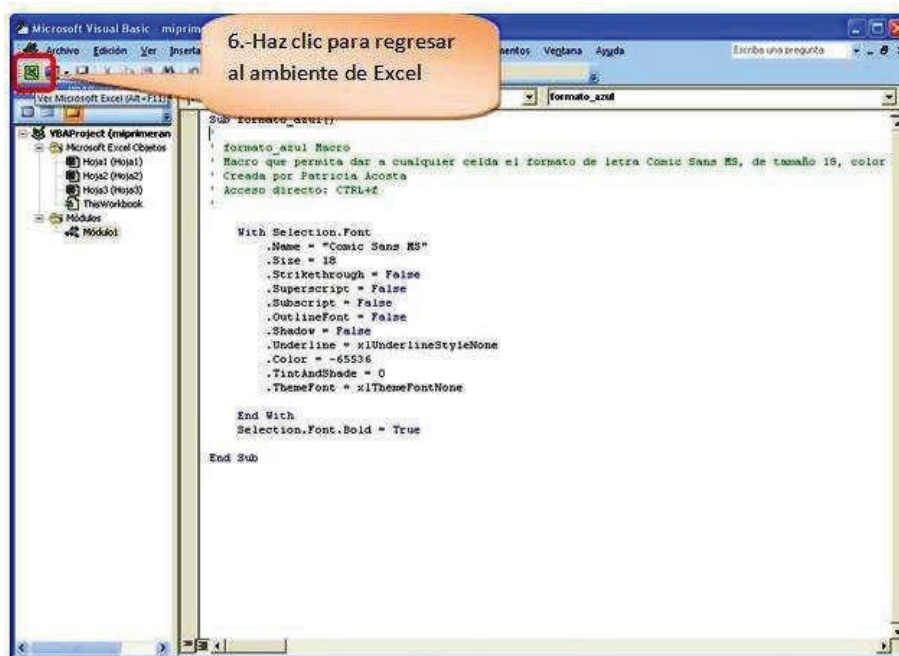 Microsoft Visual Basic - miprim
Archivo Edición Ver Inserta
mentos Ventana Ayuda
Escriba una pregunta
6.-Haz clic para regresar
al ambiente de Excel
Ver Microsoft Excel (Alt+F11)
formato_azul
VBAProject (miprimeran
Microsoft Excel Objetos
Hoja1 (Hoja1)
Hoja2 (Hoja2)
Hoja3 (Hoja3)
ThisWorkbook
Módulos
Módulo1
Sub formato_azul()
'
' formato_azul Macro
' Macro que permita dar a cualquier celda el formato de letra Comic Sans MS, de tamaño 18, color
' Creada por Patricia Acosta
' Acceso directo: CTRL+f
'
With Selection.Font
.Name = "Comic Sans MS"
.Size = 18
.Strikethrough = False
.Superscript = False
.Subscript = False
.OutlineFont = False
.Shadow = False
.Underline = xlUnderlineStyleNone
.Color = -65536
.TintAndShade = 0
.ThemeFont = xlThemeFontNone
End With
Selection.Font.Bold = True
End Sub